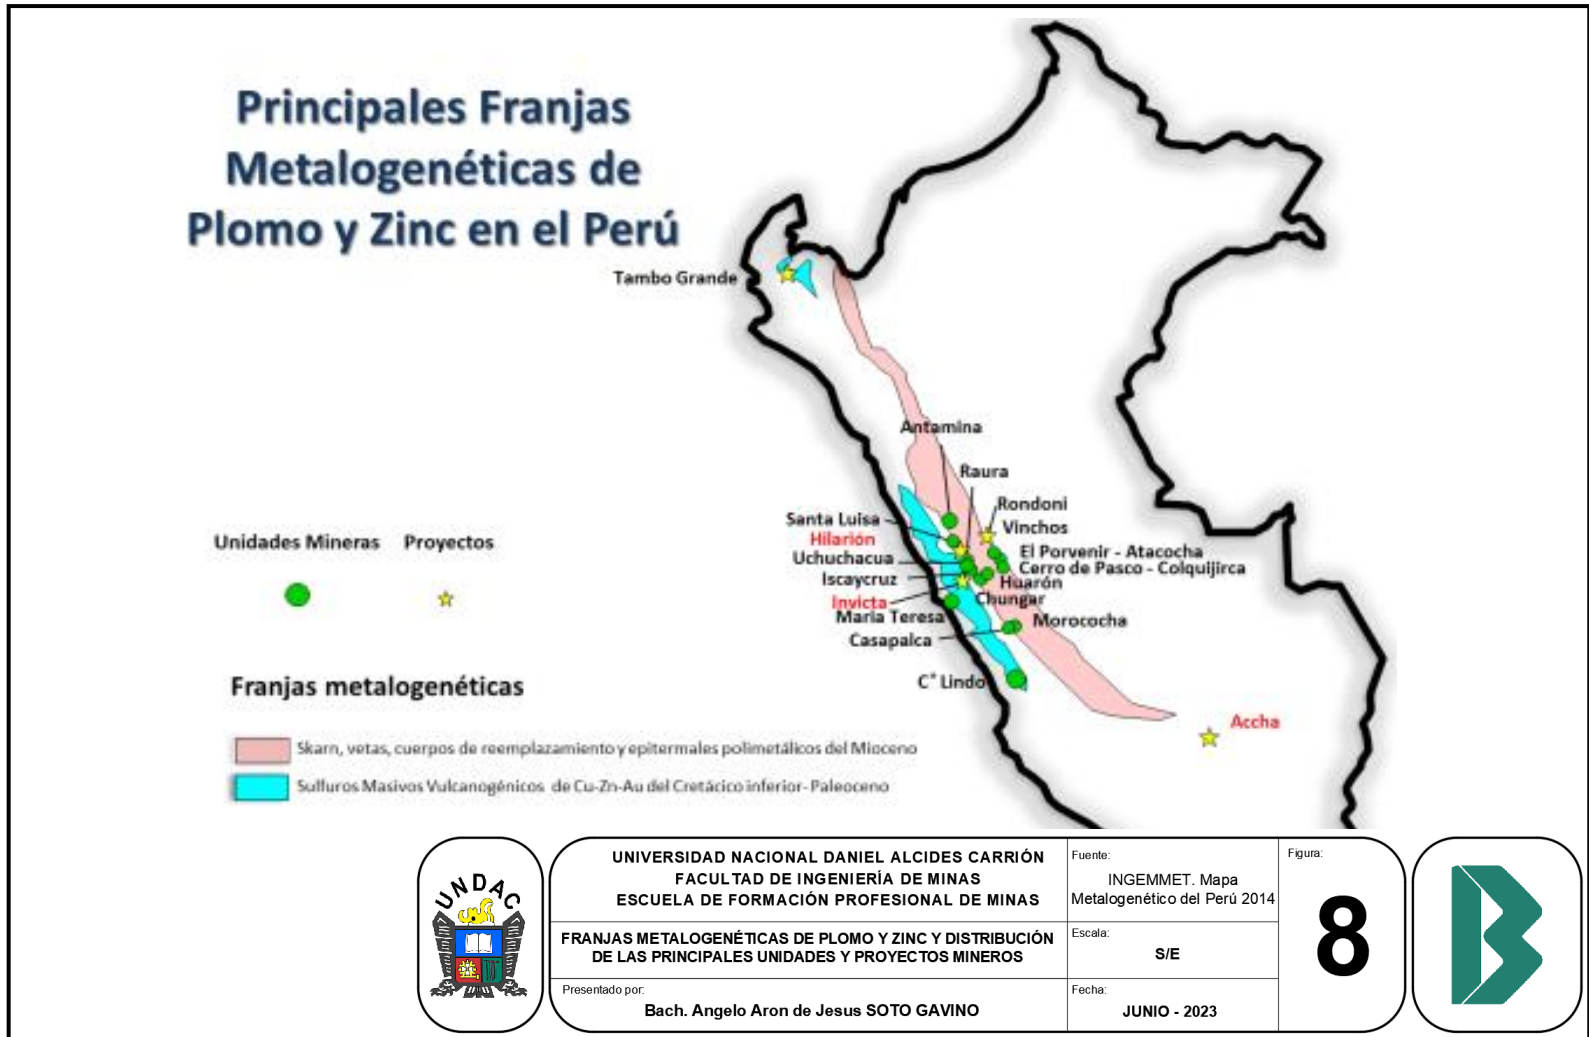 Principales Franjas
Metalogenéticas de
Plomo y Zinc en el Perú
Tambo Grande
Antamina
Raura
Rondoni
Santa Luisa
Vinchos
Hilarión
El Porvenir - Atacocha
Uchuchacua
Cerro de Pasco - Colquijirca
Iscaycruz
Huarón
Invicta
Chungar
Maria Teresa
Morococha
Casapalca
C° Lindo
Accha
Unidades Mineras
Proyectos
Franjas metalogenéticas
Skarn, vetas, cuerpos de reemplazamiento y epitermales polimetálicos del Mioceno
Sulfuros Masivos Vulcanogénicos de Cu-Zn-Au del Cretácico inferior- Paleoceno
UNDAC
UNIVERSIDAD NACIONAL DANIEL ALCIDES CARRIÓN
FACULTAD DE INGENIERÍA DE MINAS
ESCUELA DE FORMACIÓN PROFESIONAL DE MINAS
FRANJAS METALOGENÉTICAS DE PLOMO Y ZINC Y DISTRIBUCIÓN
DE LAS PRINCIPALES UNIDADES Y PROYECTOS MINEROS
Presentado por:
Bach. Angelo Aron de Jesus SOTO GAVINO
Fuente:
INGEMMET. Mapa
Metalogenético del Perú 2014
Escala:
S/E
Fecha:
JUNIO - 2023
Figura:
8